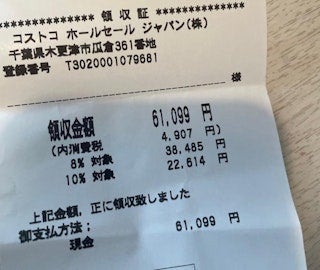 ************* 領収証 *************
コストコ ホールセール ジャパン(株)
千葉県木更津市瓜倉361番地
登録番号 T3020001079681
様
領収金額 61,099 円
(内消費税 4,907 円)
8% 対象 38,485 円
10% 対象 22,614 円
上記金額, 正に領収致しました
御支払方法;
現金 61,099 円